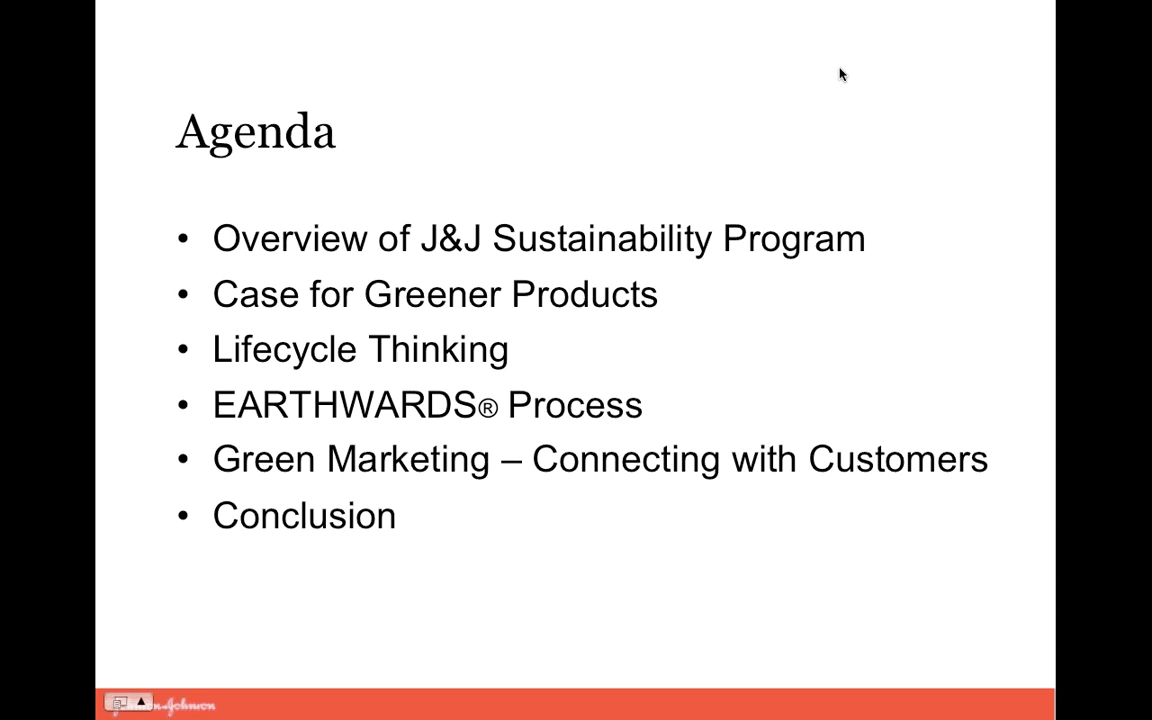 Agenda
• Overview of J&J Sustainability Program
• Case for Greener Products
• Lifecycle Thinking
• EARTHWARDS® Process
• Green Marketing – Connecting with Customers
• Conclusion